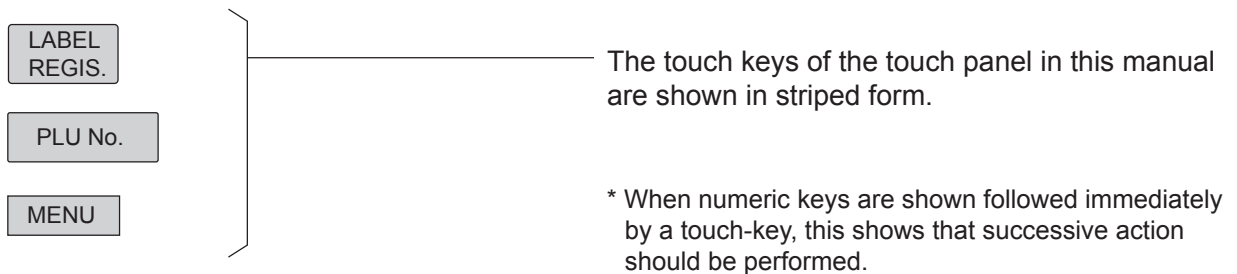 LABEL
REGIS.
PLU No.
MENU
The touch keys of the touch panel in this manual
are shown in striped form.
* When numeric keys are shown followed immediately
by a touch-key, this shows that successive action
should be performed.